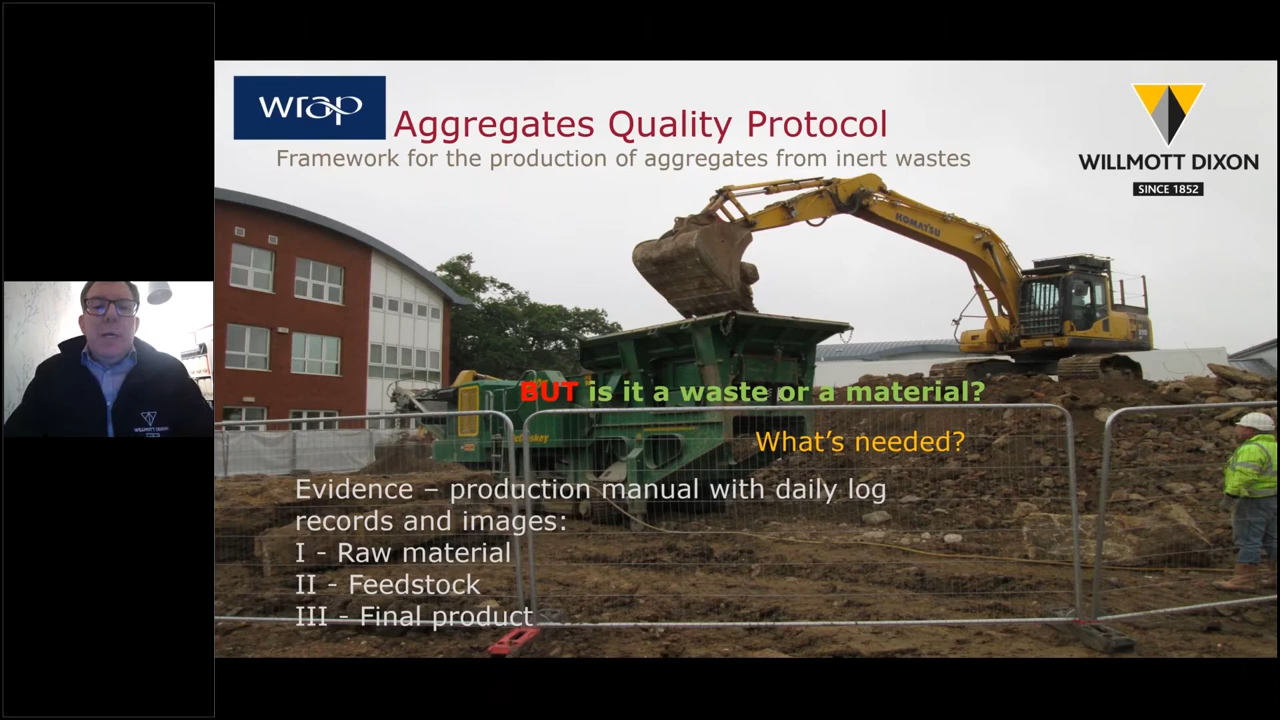 wrap
Aggregates Quality Protocol
Framework for the production of aggregates from inert wastes
WILLMOTT DIXON
SINCE 1852
KOMATSU
BUT is it a waste or a material?
What's needed?
Evidence – production manual with daily log
records and images:
I - Raw material
II - Feedstock
III - Final product
WILLMOTT DIXON